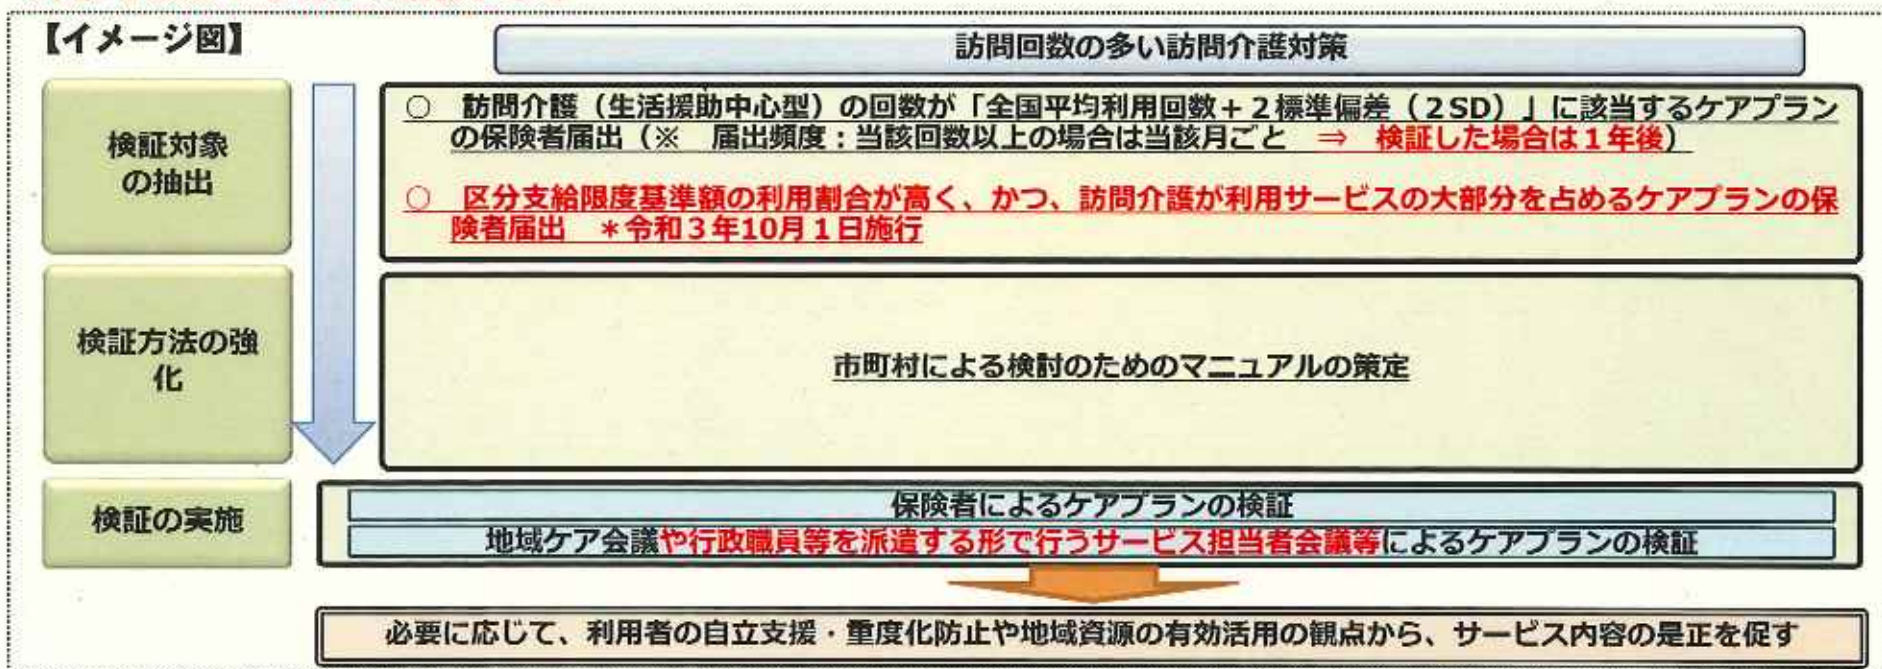 【イメージ図】
訪問回数の多い訪問介護対策
検証対象
の抽出
○ 訪問介護（生活援助中心型）の回数が「全国平均利用回数＋２標準偏差（２SD）」に該当するケアプラン
の保険者届出（※ 届出頻度：当該回数以上の場合は当該月ごと ⇒ 検証した場合は１年後）
○ 区分支給限度基準額の利用割合が高く、かつ、訪問介護が利用サービスの大部分を占めるケアプランの保
険者届出 ＊令和３年10月１日施行
検証方法の強
化
市町村による検討のためのマニュアルの策定
検証の実施
保険者によるケアプランの検証
地域ケア会議や行政職員等を派遣する形で行うサービス担当者会議等によるケアプランの検証
必要に応じて、利用者の自立支援・重度化防止や地域資源の有効活用の観点から、サービス内容の是正を促す